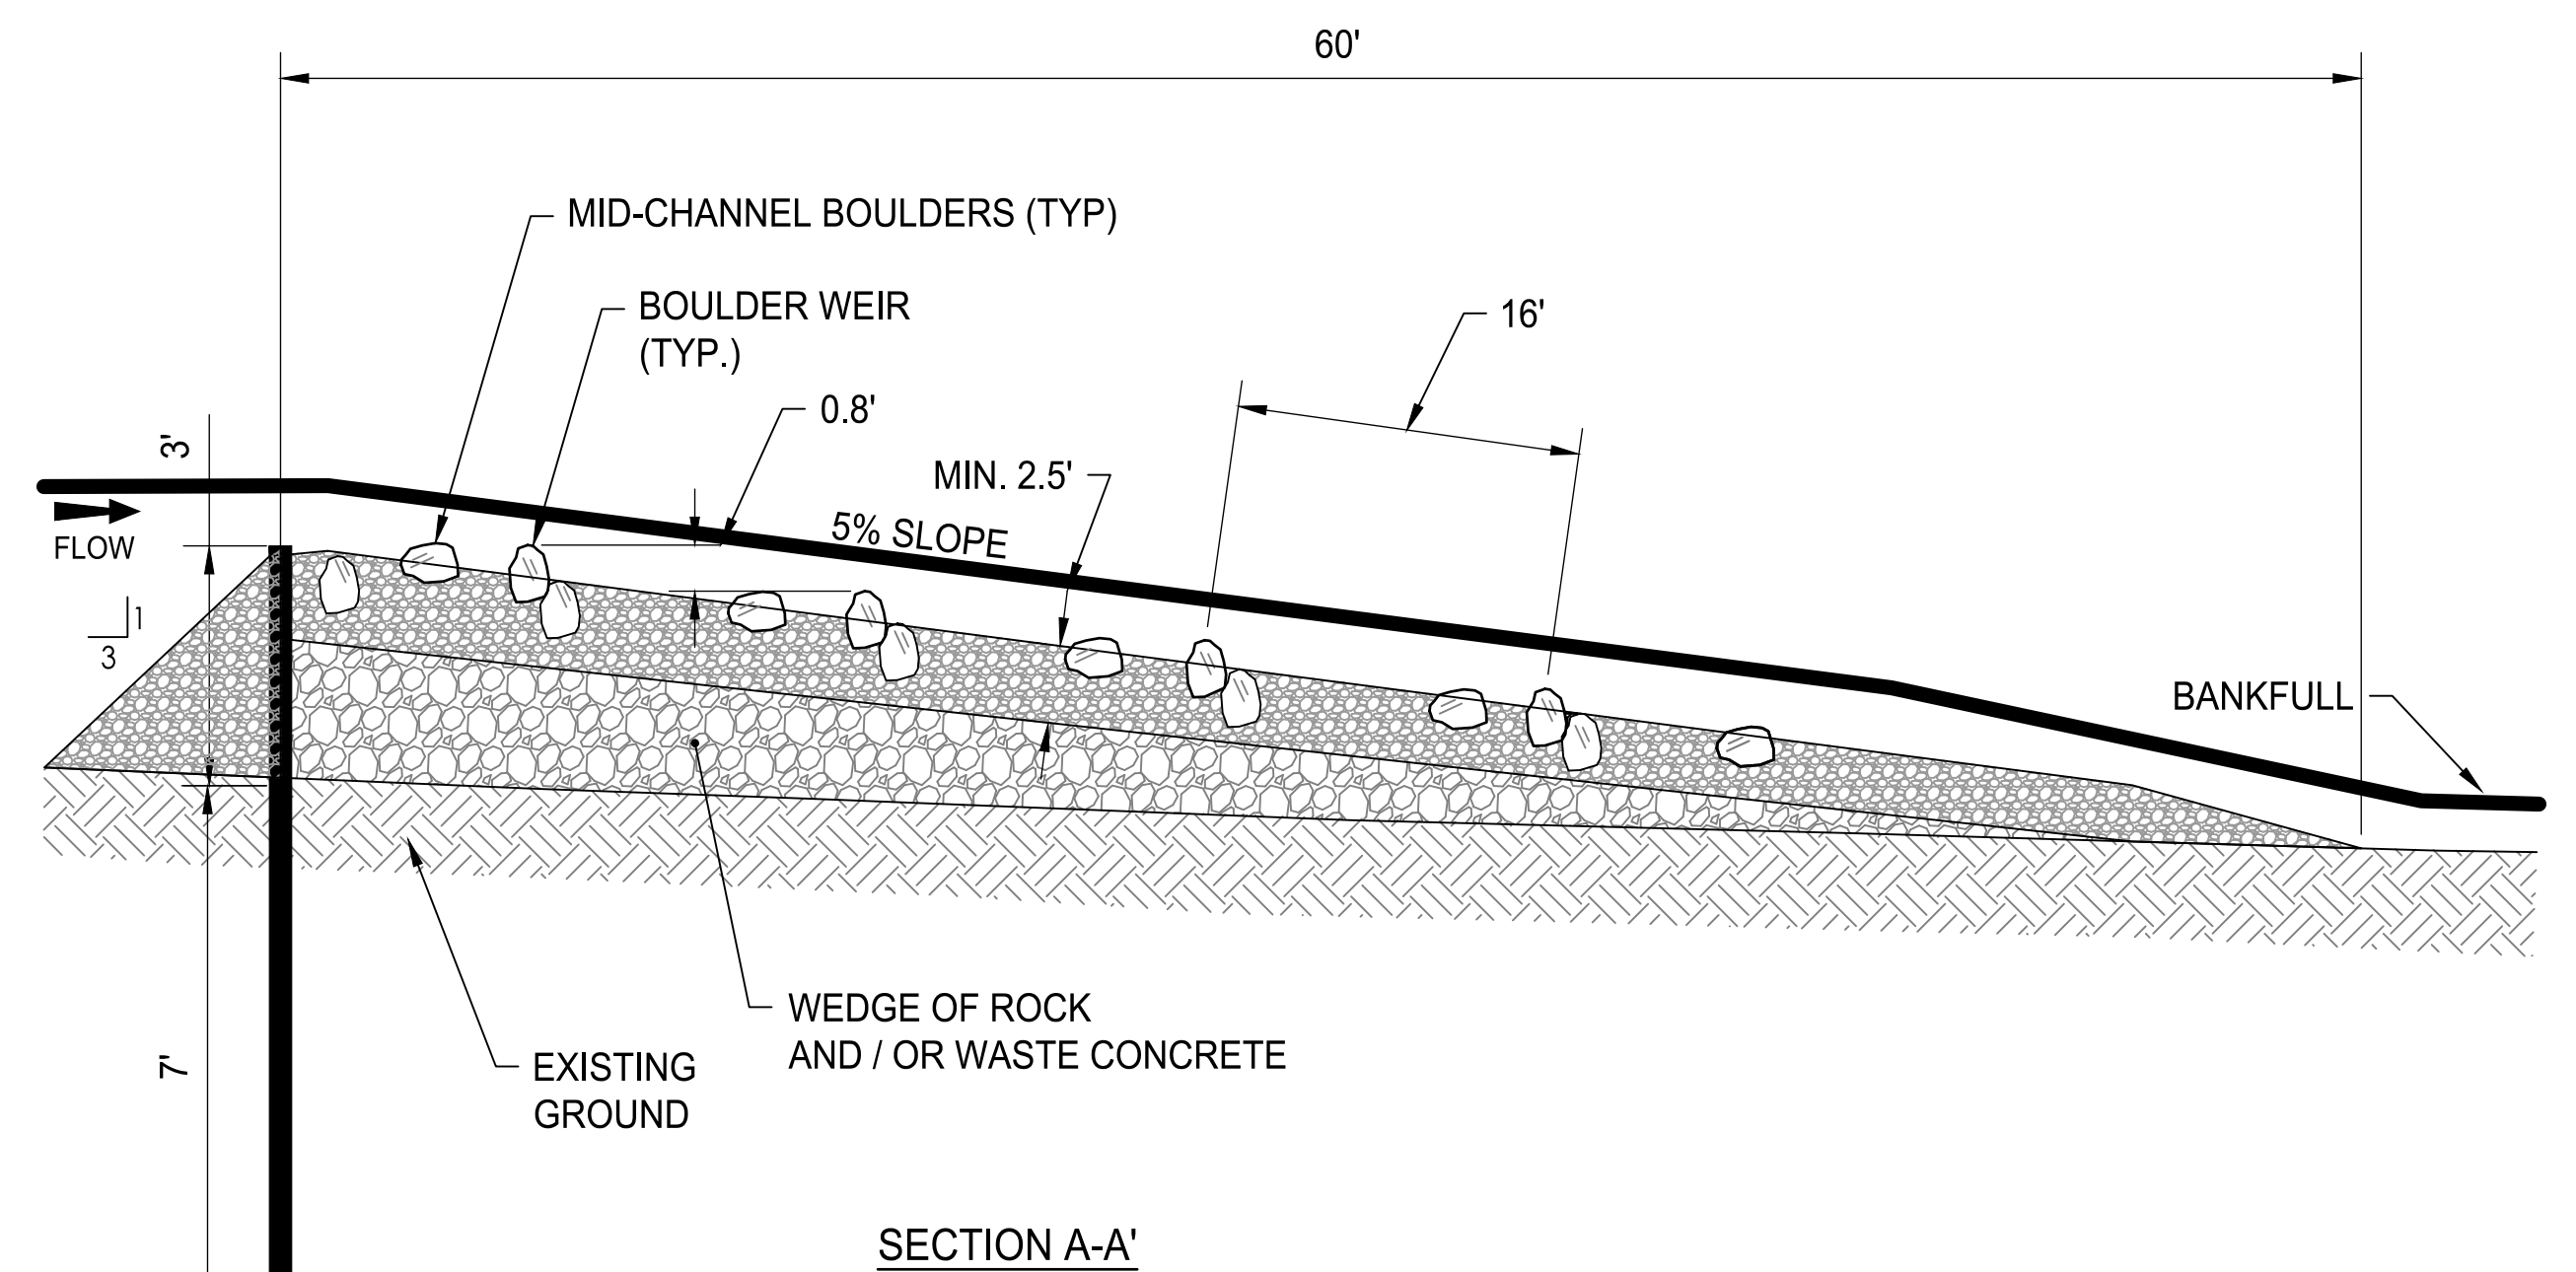 60'
MID-CHANNEL BOULDERS (TYP)
BOULDER WEIR
(TYP.)
16'
0.8'
3'
MIN. 2.5'
5% SLOPE
FLOW
1
3
BANKFULL
WEDGE OF ROCK
AND / OR WASTE CONCRETE
EXISTING
GROUND
7'
SECTION A-A'